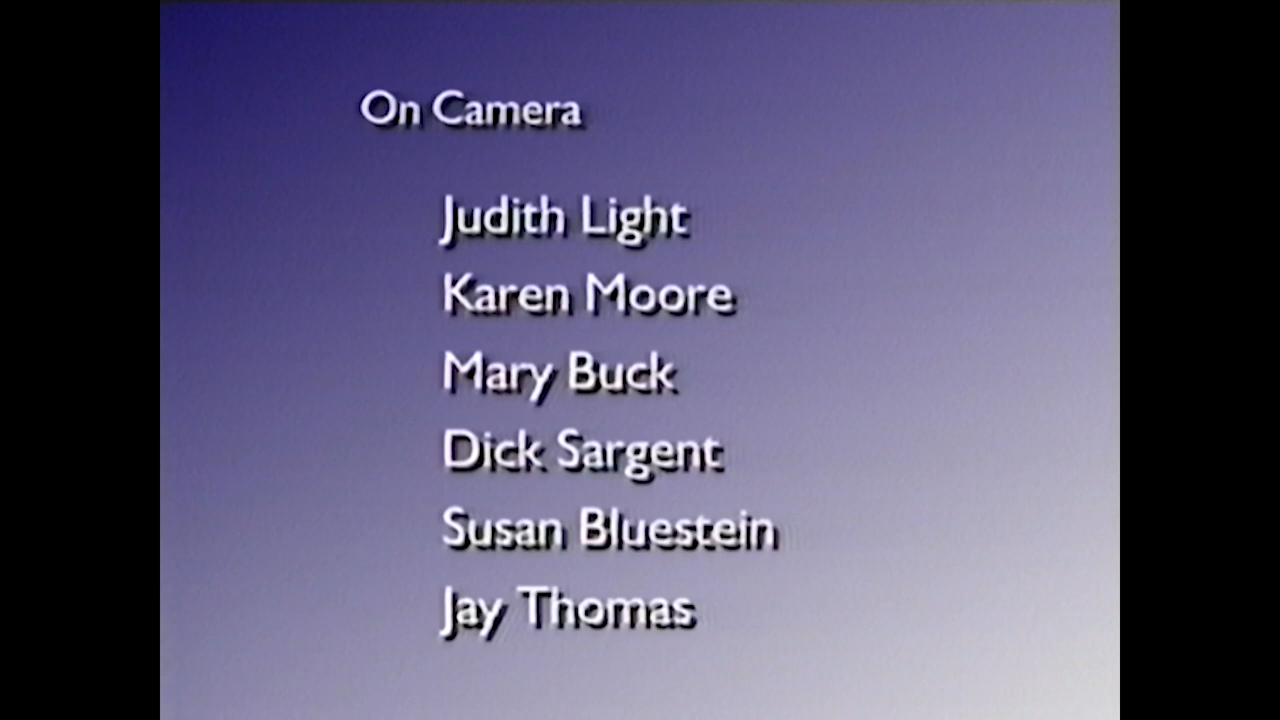 On Camera
Judith Light
Karen Moore
Mary Buck
Dick Sargent
Susan Bluestein
Jay Thomas